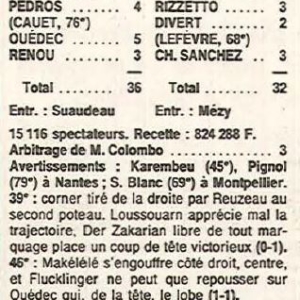 PEDROS ........ 4 RIZZETTO ....... 3
(CAUET, 76e) DIVERT .......... 2
OUÉDEC ....... 5 (LEFÈVRE, 68e)
RENOU ......... 3 CH. SANCHEZ .. 3
Total ........ 36 Total ........ 32
Entr. : Suaudeau Entr. : Mézy
15 116 spectateurs. Recette : 824 288 F.
Arbitrage de M. Colombo .................. 3
Avertissements : Karembeu (45e), Pignol
(79e) à Nantes ; S. Blanc (69e) à Montpellier.
39e : corner tiré de la droite par Reuzeau au
second poteau. Loussouarn apprécie mal la
trajectoire, Der Zakarian libre de tout mar-
quage place un coup de tête victorieux (0-1).
46e : Makélélé s'engouffre côté droit, centre,
et Flucklinger ne peut que repousser sur
Ouédec qui, de la tête, le lobe (1-1).